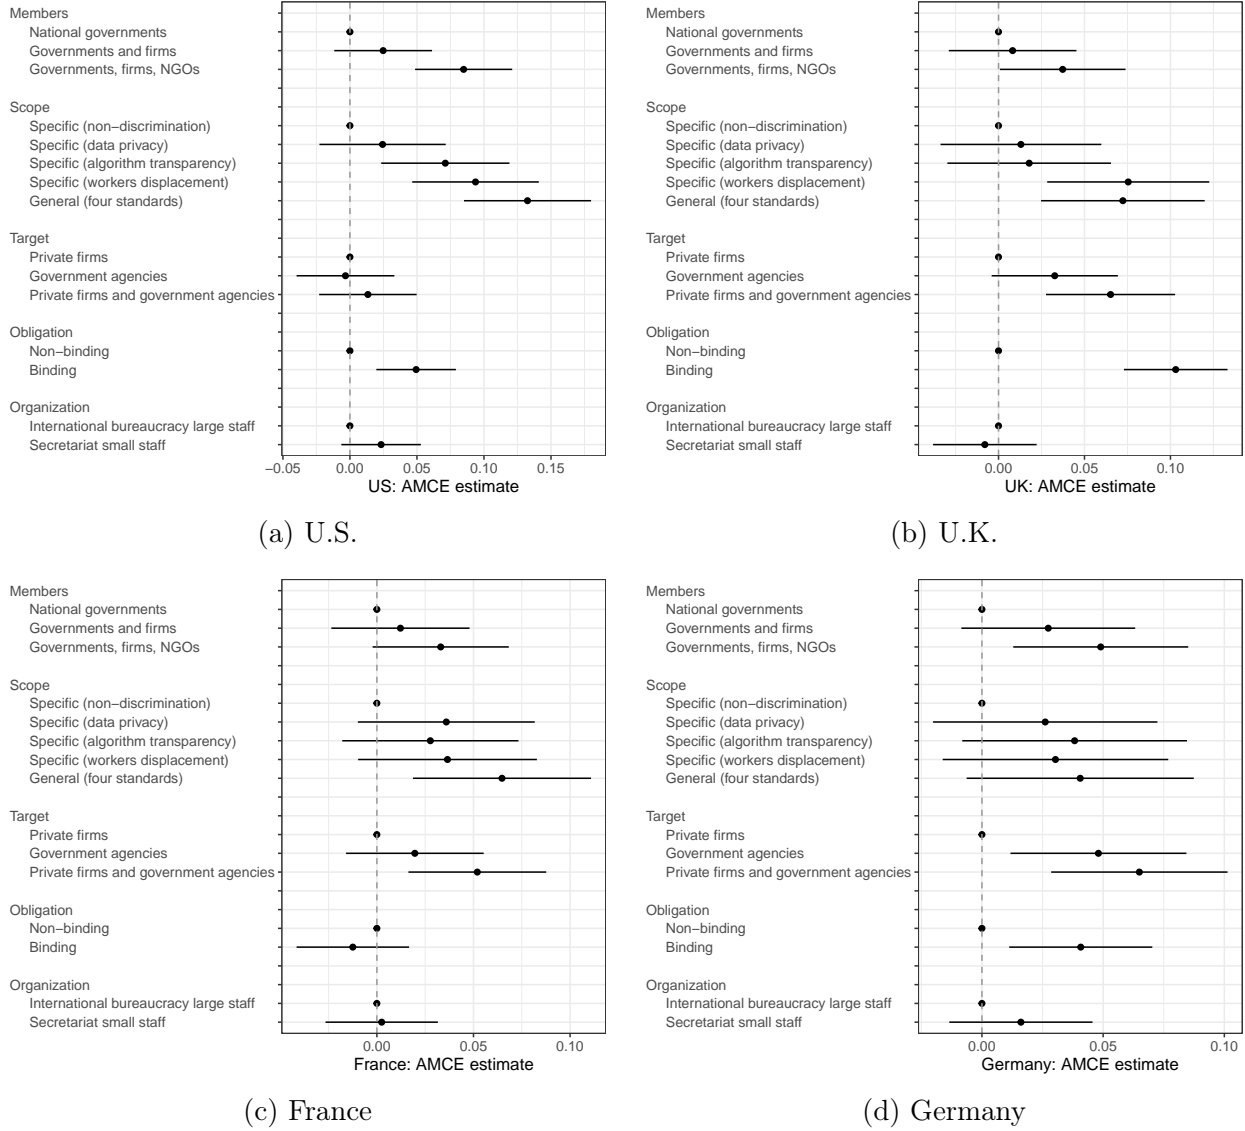 Members
National governments
Governments and firms
Governments, firms, NGOs
Scope
Specific (non−discrimination)
Specific (data privacy)
Specific (algorithm transparency)
Specific (workers displacement)
General (four standards)
Target
Private firms
Government agencies
Private firms and government agencies
Obligation
Non−binding
Binding
Organization
International bureaucracy large staff
Secretariat small staff
−0.05 0.00 0.05 0.10 0.15
US: AMCE estimate
(a) U.S.
Members
National governments
Governments and firms
Governments, firms, NGOs
Scope
Specific (non−discrimination)
Specific (data privacy)
Specific (algorithm transparency)
Specific (workers displacement)
General (four standards)
Target
Private firms
Government agencies
Private firms and government agencies
Obligation
Non−binding
Binding
Organization
International bureaucracy large staff
Secretariat small staff
0.00 0.05 0.10
UK: AMCE estimate
(b) U.K.
Members
National governments
Governments and firms
Governments, firms, NGOs
Scope
Specific (non−discrimination)
Specific (data privacy)
Specific (algorithm transparency)
Specific (workers displacement)
General (four standards)
Target
Private firms
Government agencies
Private firms and government agencies
Obligation
Non−binding
Binding
Organization
International bureaucracy large staff
Secretariat small staff
0.00 0.05 0.10
France: AMCE estimate
(c) France
Members
National governments
Governments and firms
Governments, firms, NGOs
Scope
Specific (non−discrimination)
Specific (data privacy)
Specific (algorithm transparency)
Specific (workers displacement)
General (four standards)
Target
Private firms
Government agencies
Private firms and government agencies
Obligation
Non−binding
Binding
Organization
International bureaucracy large staff
Secretariat small staff
0.00 0.05 0.10
Germany: AMCE estimate
(d) Germany